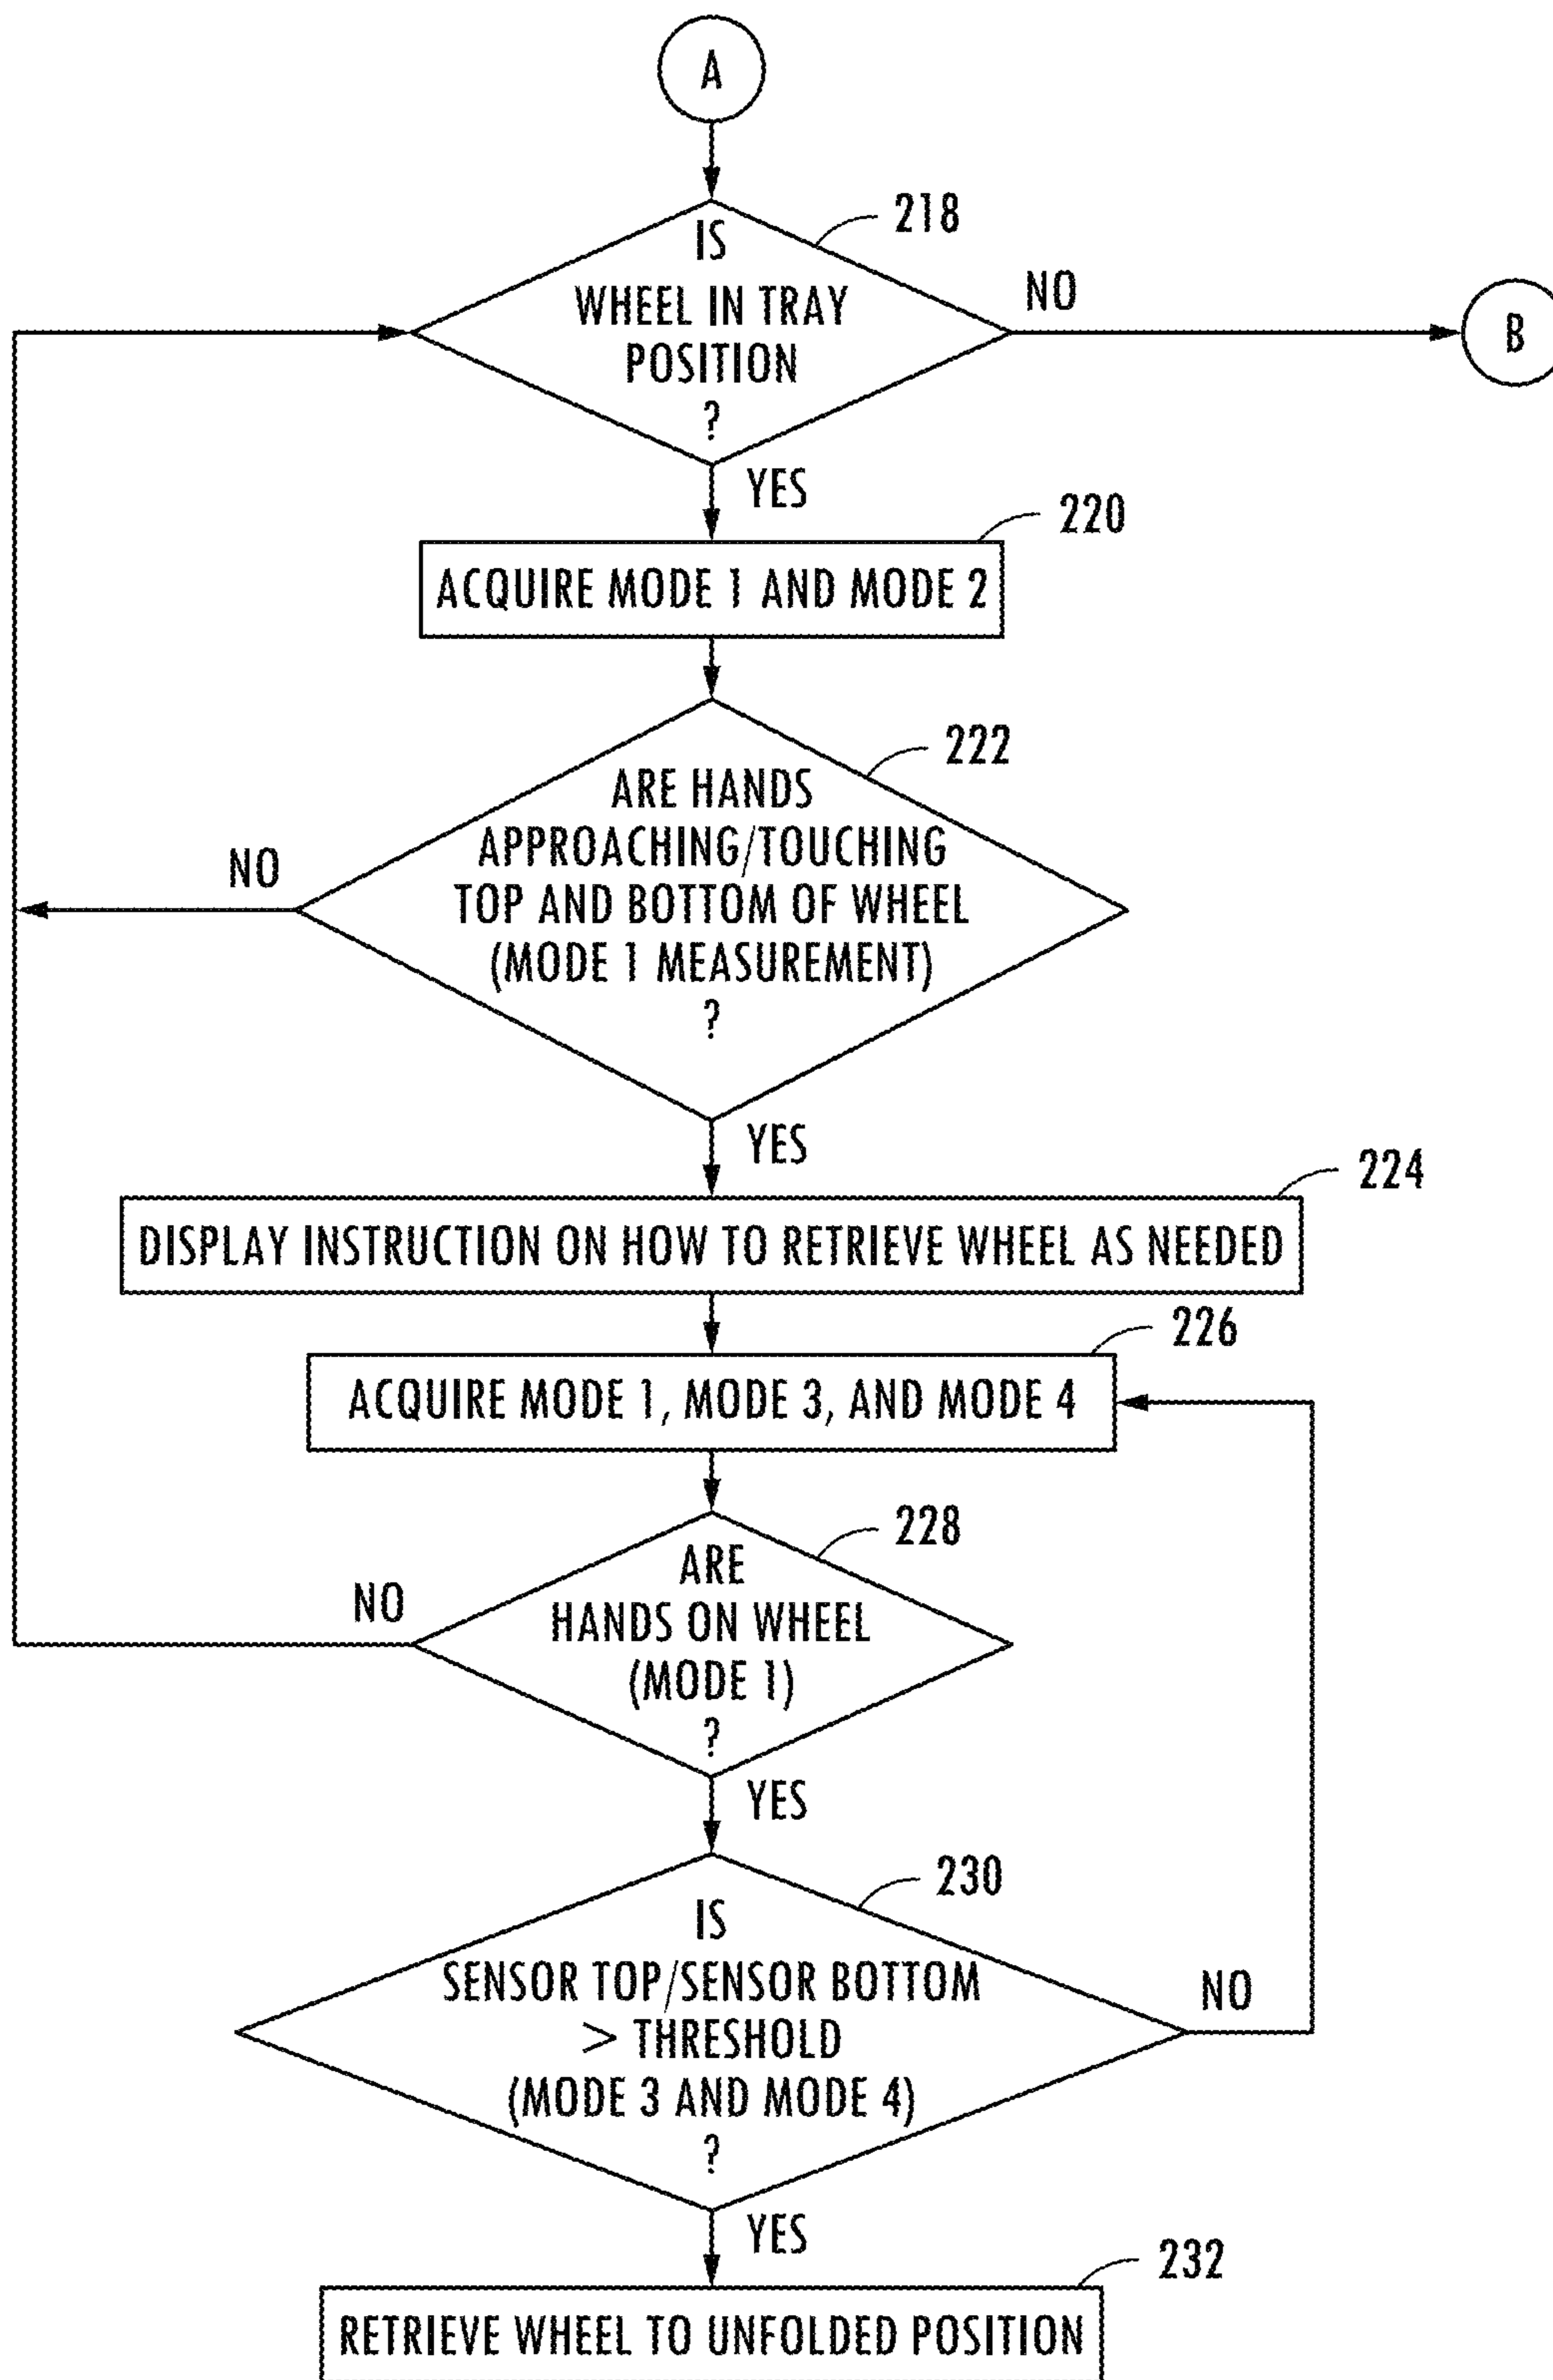 A
218
IS
WHEEL IN TRAY
POSITION
?
NO
B
YES
220
ACQUIRE MODE 1 AND MODE 2
222
ARE HANDS
APPROACHING/TOUCHING
TOP AND BOTTOM OF WHEEL
(MODE 1 MEASUREMENT)
?
NO
YES
224
DISPLAY INSTRUCTION ON HOW TO RETRIEVE WHEEL AS NEEDED
226
ACQUIRE MODE 1, MODE 3, AND MODE 4
228
ARE
HANDS ON WHEEL
(MODE 1)
?
NO
YES
230
IS
SENSOR TOP/SENSOR BOTTOM
> THRESHOLD
(MODE 3 AND MODE 4)
?
NO
YES
232
RETRIEVE WHEEL TO UNFOLDED POSITION